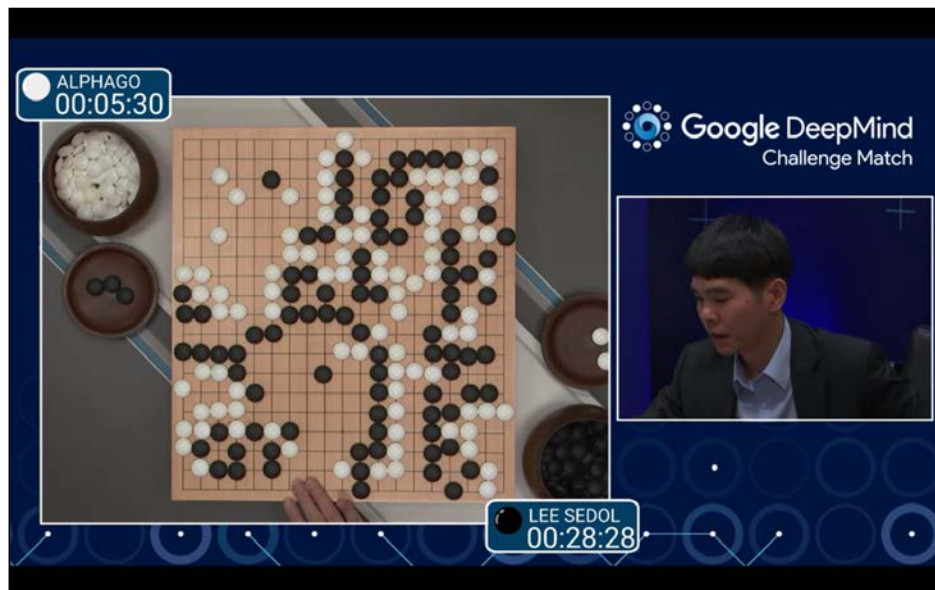 ALPHAGO
00:05:30
Google DeepMind
Challenge Match
LEE SEDOL
00:28:28